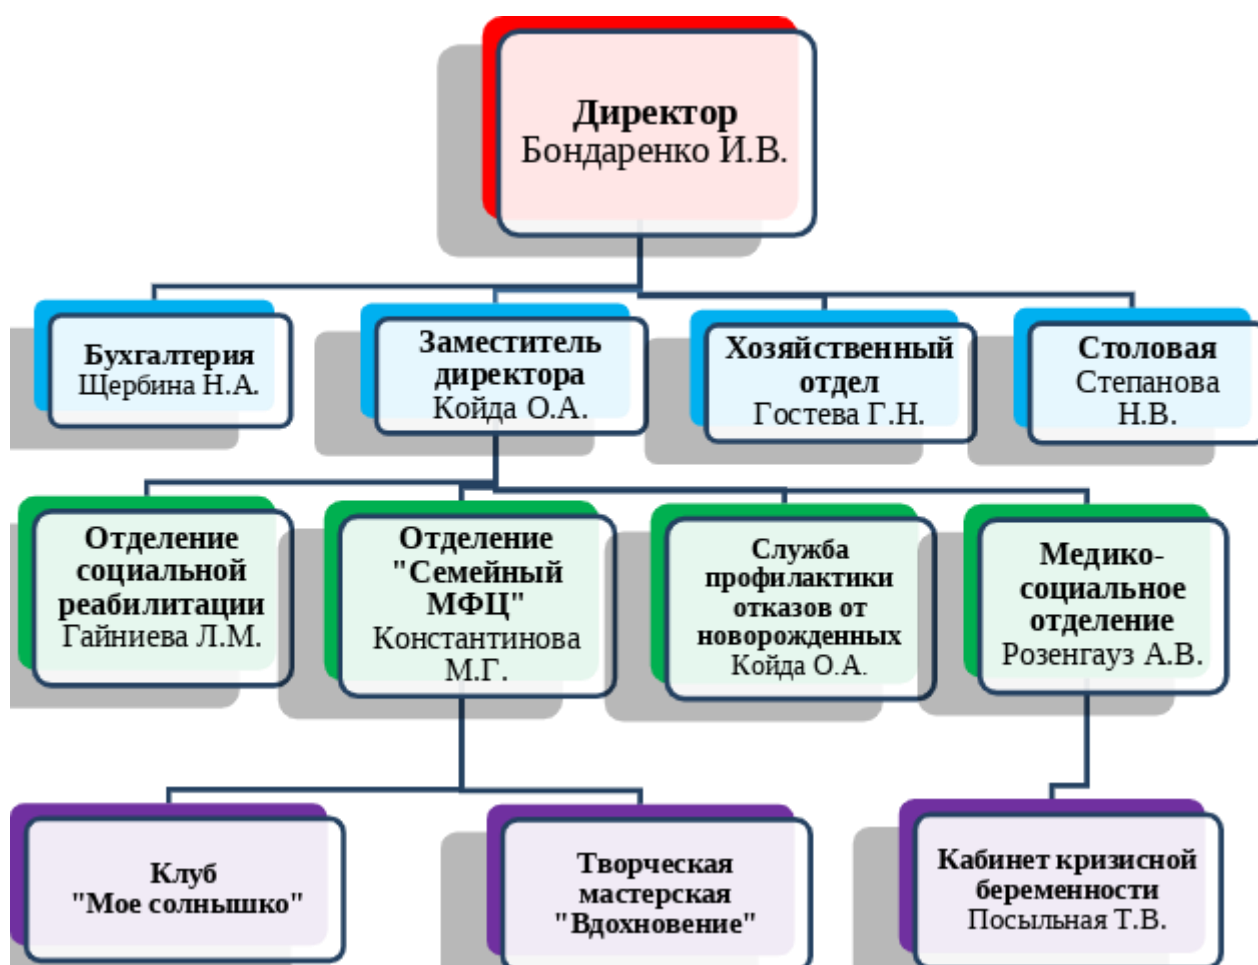 Директор
Бондаренко И.В.
Бухгалтерия
Щербина Н.А.
Заместитель
директора
Койда О.А.
Хозяйственный
отдел
Гостева Г.Н.
Столовая
Степанова
Н.В.
Отделение
социальной
реабилитации
Гайниева Л.М.
Отделение
"Семейный
МФЦ"
Константинова
М.Г.
Служба
профилактики
отказов от
новорожденных
Койда О.А.
Медико-
социальное
отделение
Розенгауз А.В.
Клуб
"Мое солнышко"
Творческая
мастерская
"Вдохновение"
Кабинет кризисной
беременности
Посыльная Т.В.